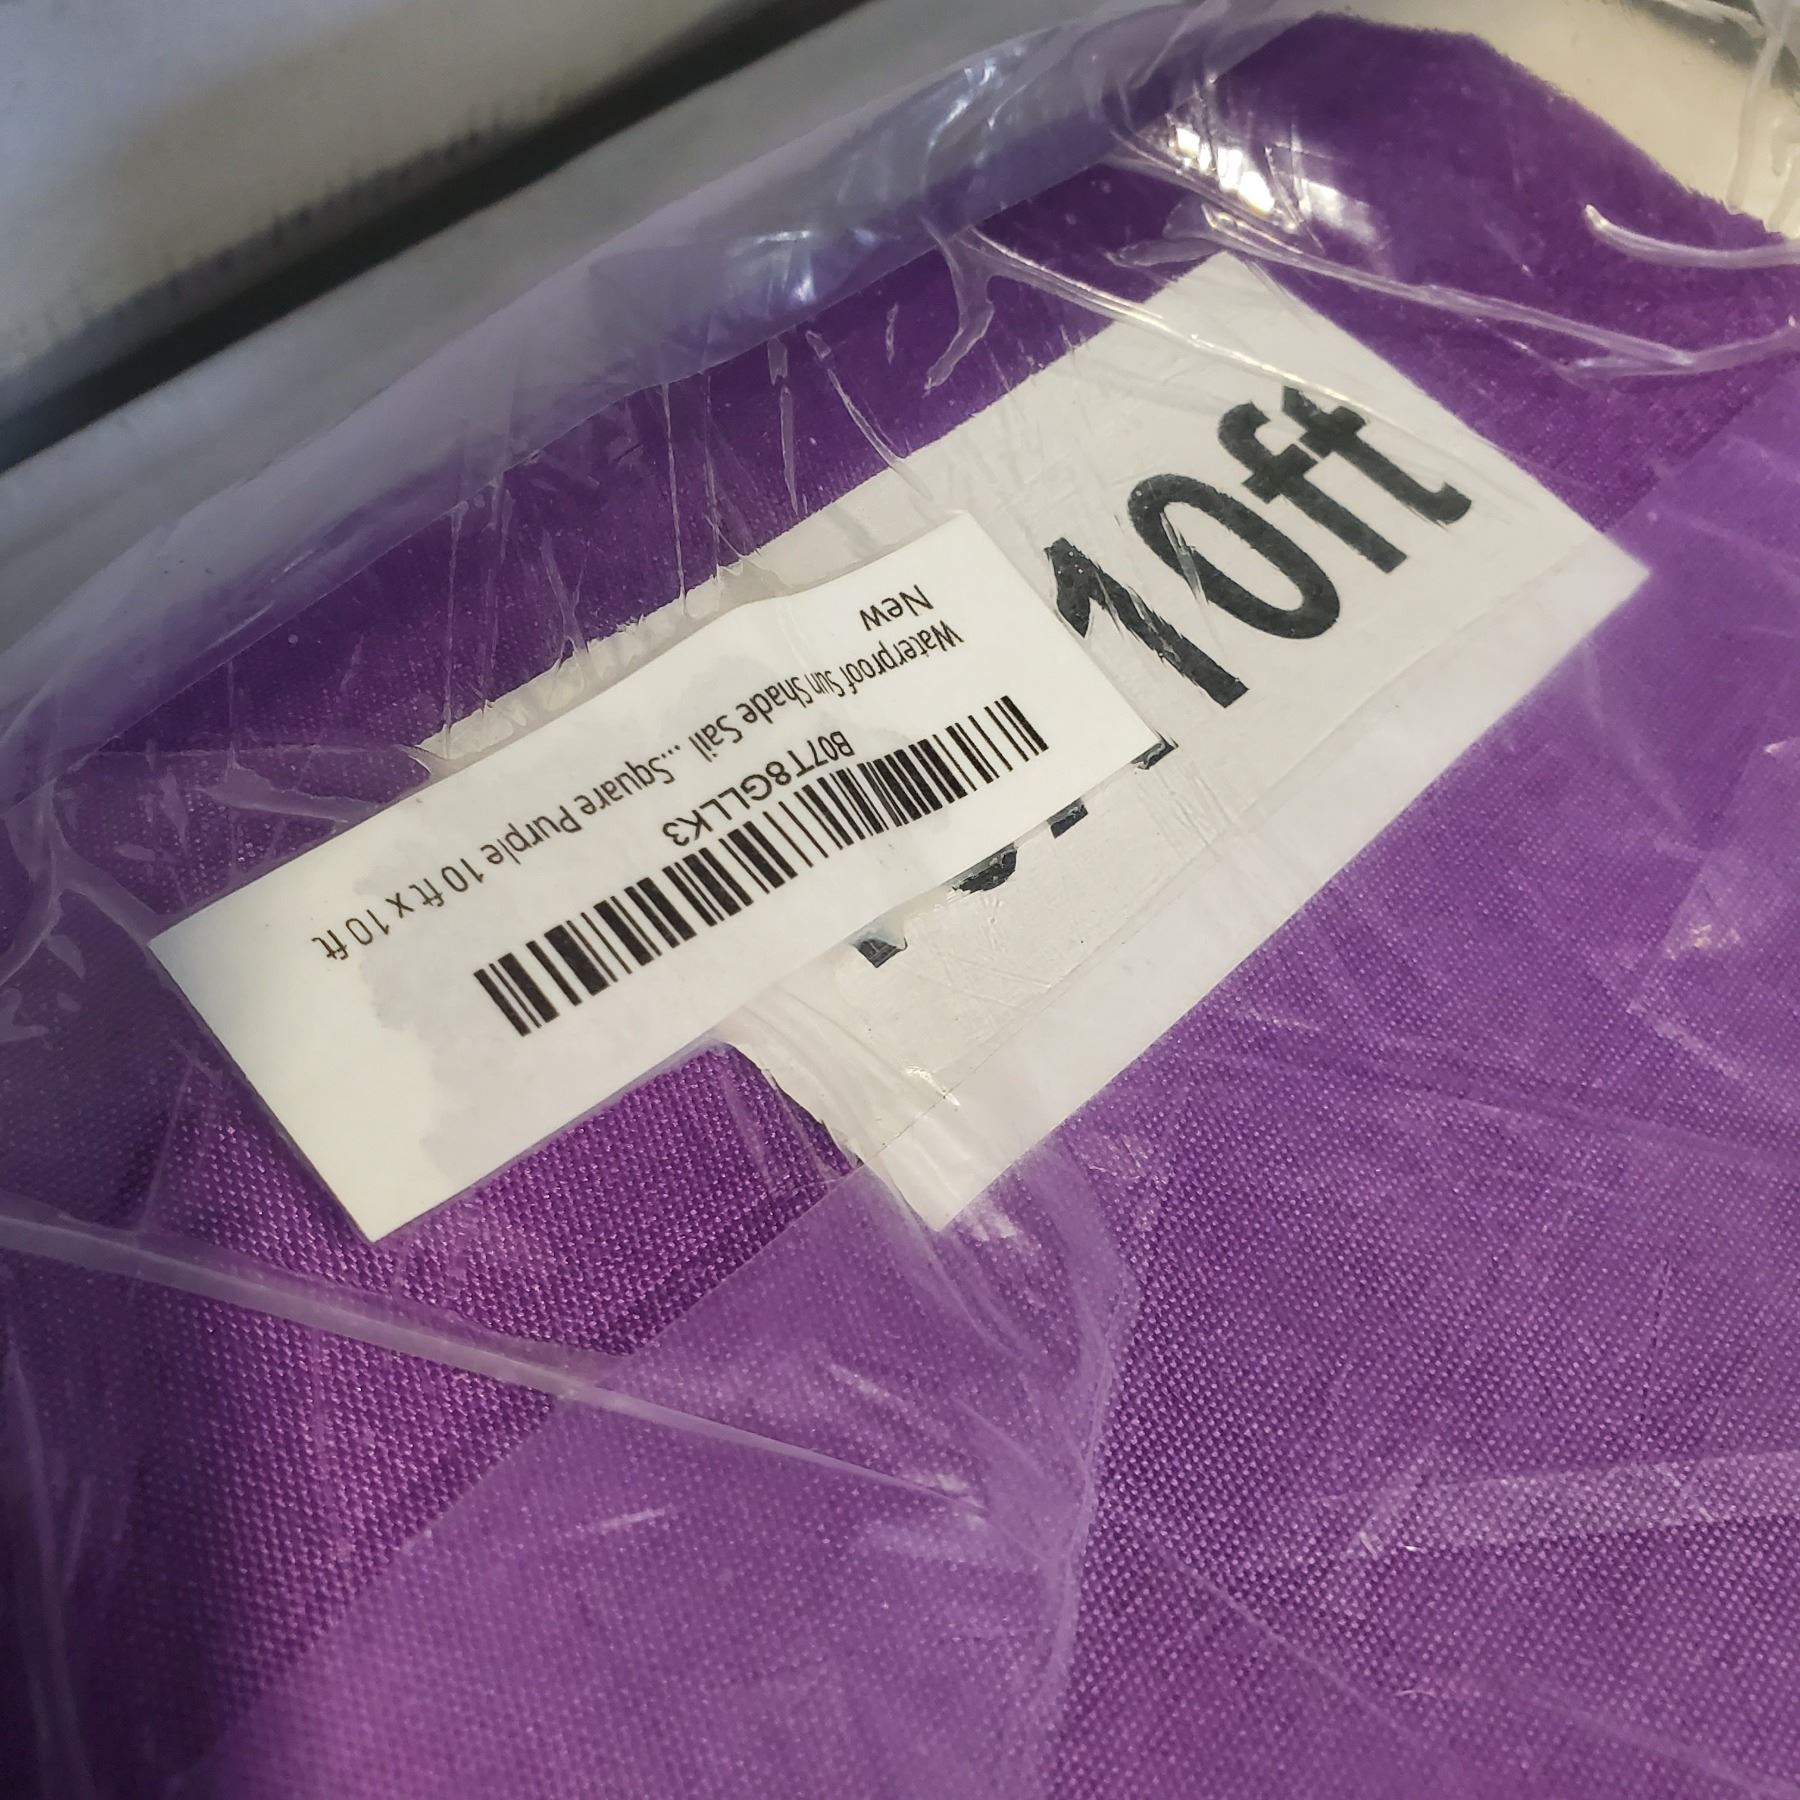 10ft
B07T8GLLK3
Waterproof Sun Shade Sail ...Square Purple 10 ft x 10 ft
New